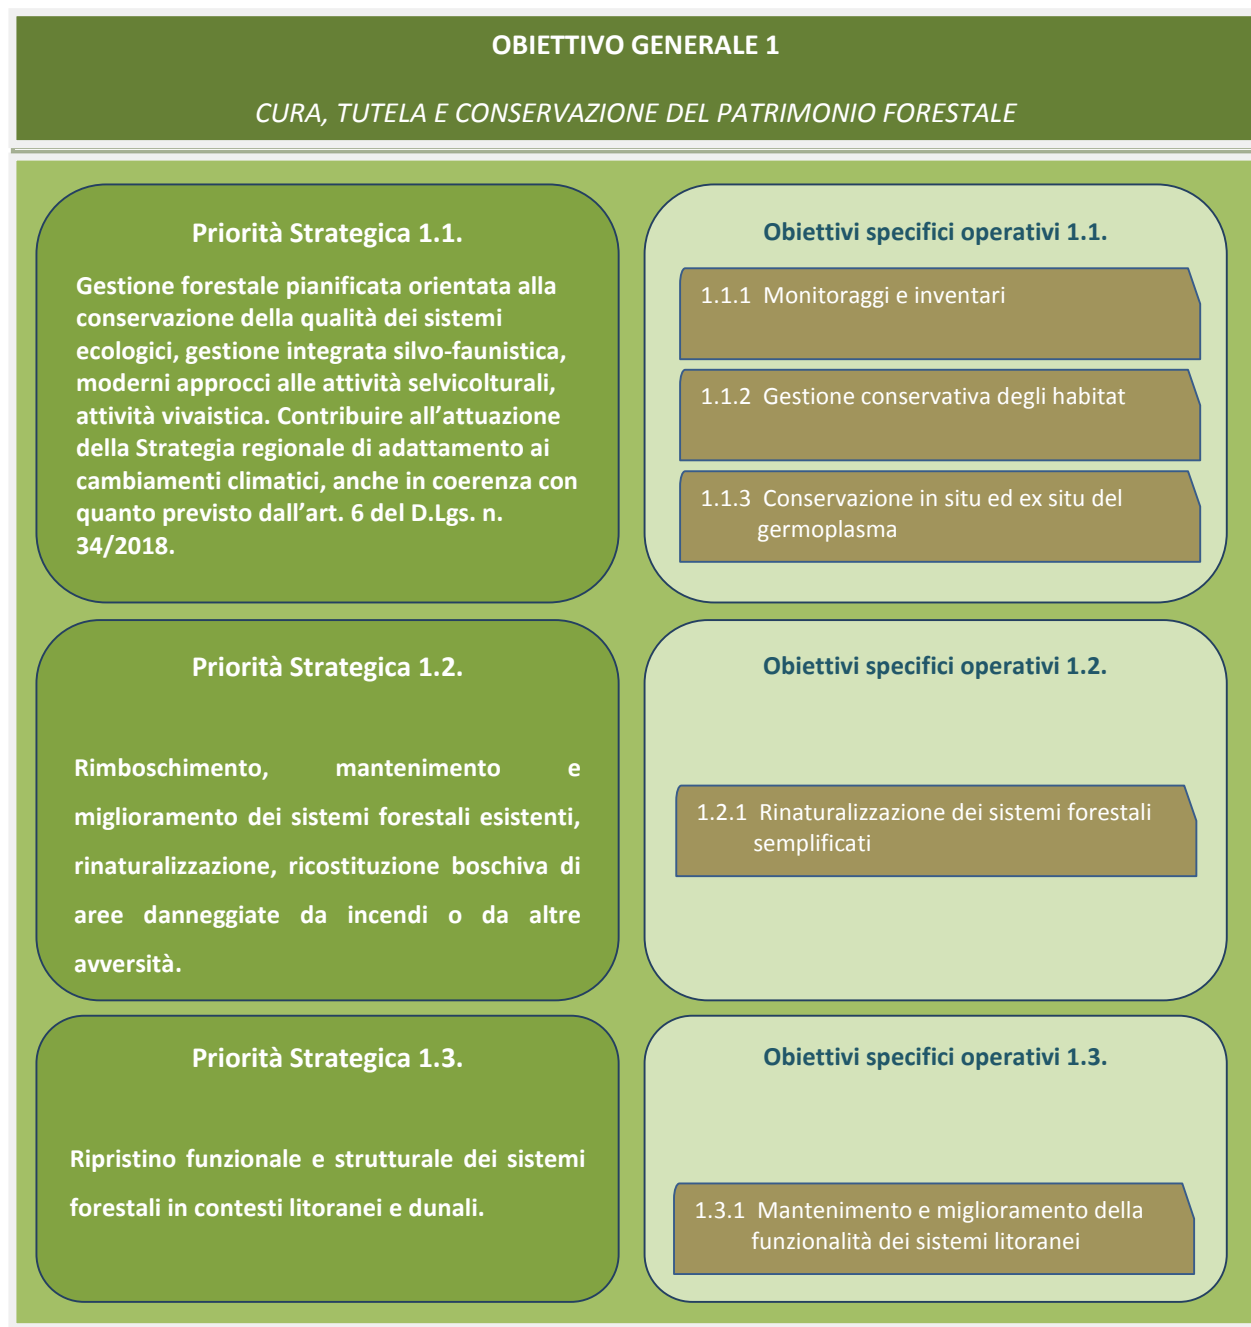 OBIETTIVO GENERALE 1
CURA, TUTELA E CONSERVAZIONE DEL PATRIMONIO FORESTALE
Priorità Strategica 1.1.
Gestione forestale pianificata orientata alla
conservazione della qualità dei sistemi
ecologici, gestione integrata silvo-faunistica,
moderni approcci alle attività selvicolturali,
attività vivaistica. Contribuire all’attuazione
della Strategia regionale di adattamento ai
cambiamenti climatici, anche in coerenza con
quanto previsto dall’art. 6 del D.Lgs. n.
34/2018.
Obiettivi specifici operativi 1.1.
1.1.1 Monitoraggi e inventari
1.1.2 Gestione conservativa degli habitat
1.1.3 Conservazione in situ ed ex situ del
germoplasma
Priorità Strategica 1.2.
Rimboschimento, mantenimento e
miglioramento dei sistemi forestali esistenti,
rinaturalizzazione, ricostituzione boschiva di
aree danneggiate da incendi o da altre
avversità.
Obiettivi specifici operativi 1.2.
1.2.1 Rinaturalizzazione dei sistemi forestali
semplificati
Priorità Strategica 1.3.
Ripristino funzionale e strutturale dei sistemi
forestali in contesti litoranei e dunali.
Obiettivi specifici operativi 1.3.
1.3.1 Mantenimento e miglioramento della
funzionalità dei sistemi litoranei